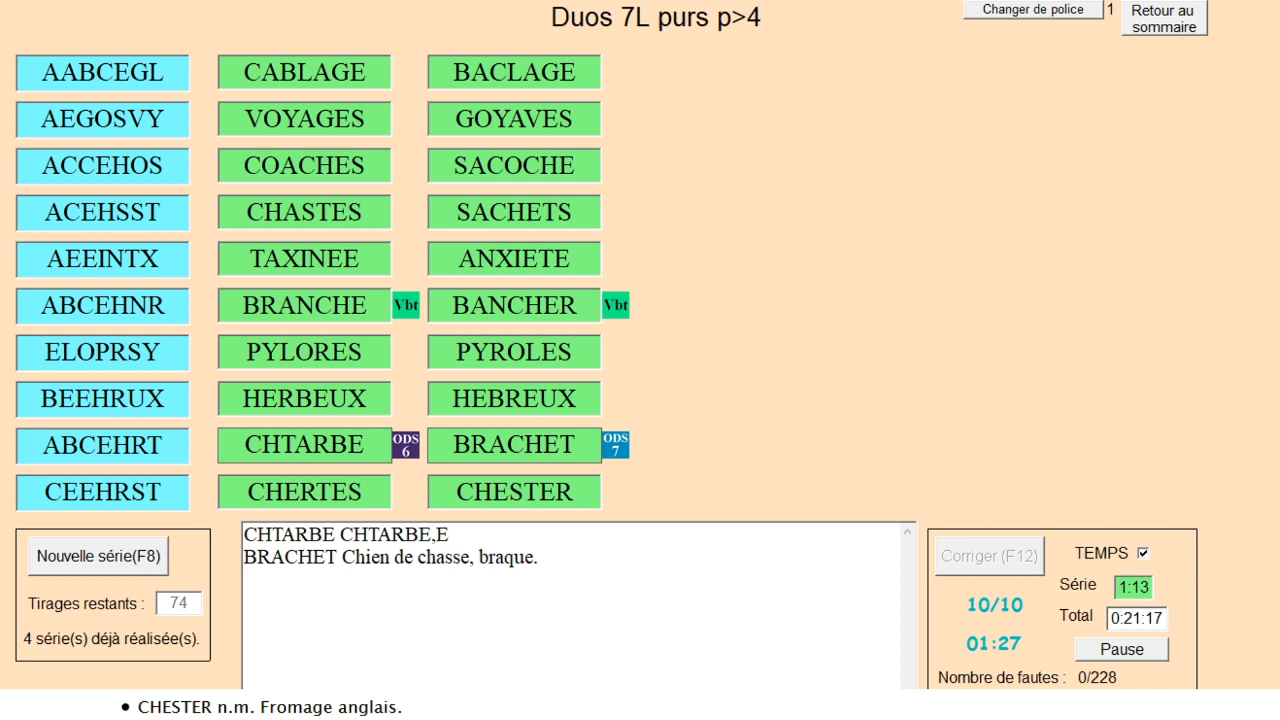 Duos 7L purs p>4
Changer de police 1 Retour au sommaire
AABCEGL CABLAGE BACLAGE
AEGOSVY VOYAGES GOYAVES
ACCEHOS COACHES SACOCHE
ACEHSST CHASTES SACHETS
AEEINTX TAXINEE ANXIETE
ABCEHNR BRANCHE Vbt BANCHER Vbt
ELOPRSY PYLORES PYROLES
BEEHRUX HERBEUX HEBREUX
ABCEHRT CHTARBE ODS 6 BRACHET ODS 7
CEEHRST CHERTES CHESTER
Nouvelle série(F8)
Tirages restants : 74
4 série(s) déjà réalisée(s).
CHTARBE CHTARBE,E
BRACHET Chien de chasse, braque.
Corriger (F12) TEMPS
Série 1:13
10/10
Total 0:21:17
01:27
Pause
Nombre de fautes : 0/228
• CHESTER n.m. Fromage anglais.